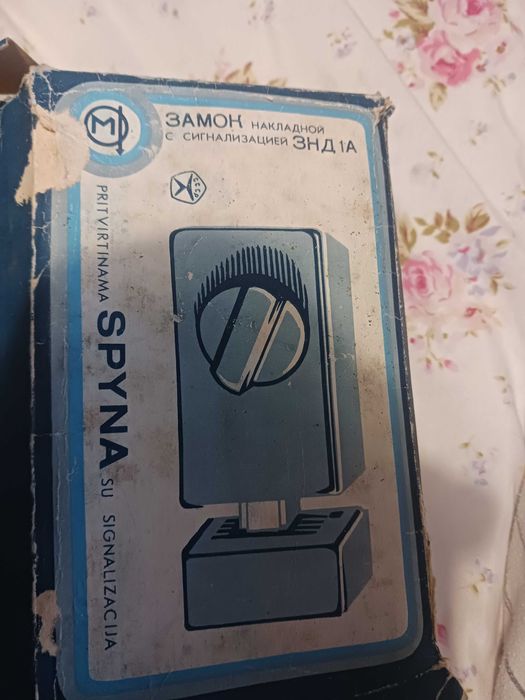 ЗАМОК НАКЛАДНОЙ
С СИГНАЛИЗАЦИЕЙ ЗНД1А
PRITVIRTINAMA SPYNA SU SIGNALIZACIJA